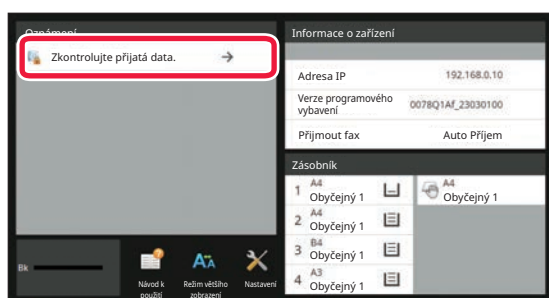 Oznámení
Zkontrolujte přijatá data.
Informace o zařízení
Adresa IP 192.168.0.10
Verze programového vybavení 0078Q1Af_23030100
Přijmout fax Auto Příjem
Zásobník
1 A4 Obyčejný 1
A4 Obyčejný 1
2 A4 Obyčejný 1
3 B4 Obyčejný 1
4 A3 Obyčejný 1
Bk
Návod k použití
Režim většího zobrazení
Nastavení